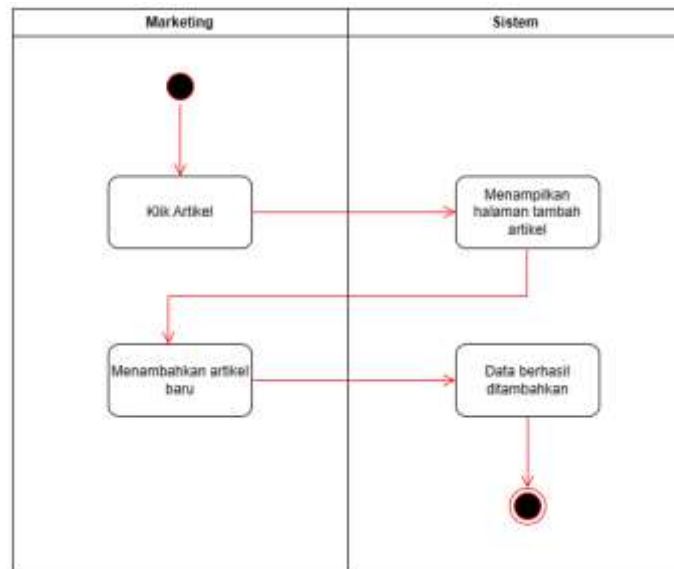 Marketing
Sistem
Klik Artikel
Menampilkan
halaman tambah
artikel
Menambahkan artikel
baru
Data berhasil
ditambahkan